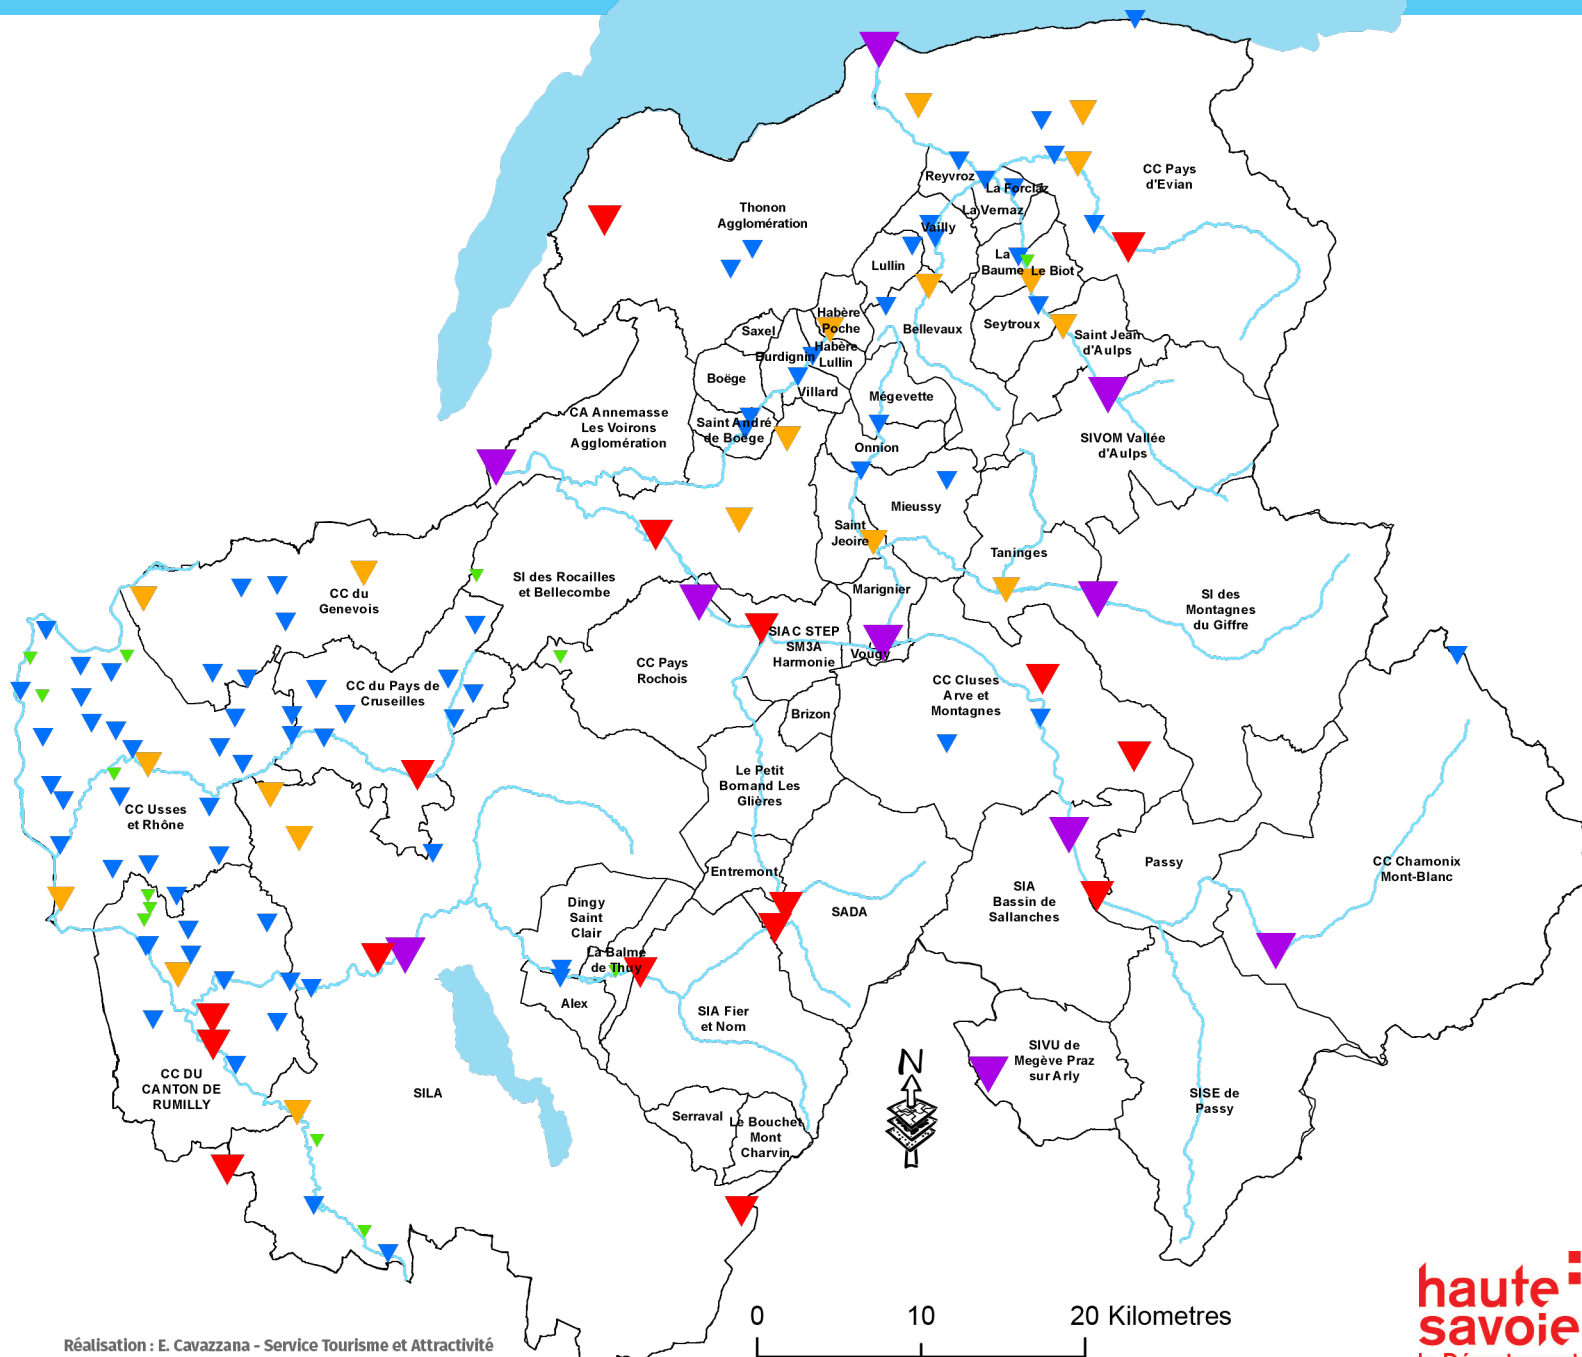 CC Pays
d'Evian
Reyvroz
La Forclaz
La Vernaz
Thonon
Agglomération
Vailly
Lullin
La
Baume
Le Biot
Habère
Poche
Saxel
Bellevaux
Seytroux
Saint Jean
d'Aulps
Burdignin
Habère
Lullin
Boëge
Villard
Mégevette
CA Annemasse
Les Voirons
Agglomération
Saint André
de Boëge
Onnion
SIVOM Vallée
d'Aulps
Mieussy
Saint
Jeoire
Taninges
SI des Rocailles
et Bellecombe
CC du
Genevois
Marignier
SI des
Montagnes
du Giffre
SIAC STEP
SM3A
Harmonie
Vougy
CC Pays
Rochois
CC du Pays de
Cruseilles
CC Cluses
Arve et
Montagnes
Brizon
Le Petit
Bornand Les
Glières
CC Usses
et Rhône
Entremont
Passy
CC Chamonix
Mont-Blanc
SIA
Bassin de
Sallanches
Dingy
Saint
Clair
SADA
La Balme
de Thuy
Alex
SIA Fier
et Nom
SIVU de
Megève Praz
sur Arly
CC DU
CANTON DE
RUMILLY
SILA
SISE de
Passy
Serraval
Le Bouchet
Mont
Charvin
N
0 10 20 Kilometres
haute
savoie
Réalisation : E. Cavazzana - Service Tourisme et Attractivité